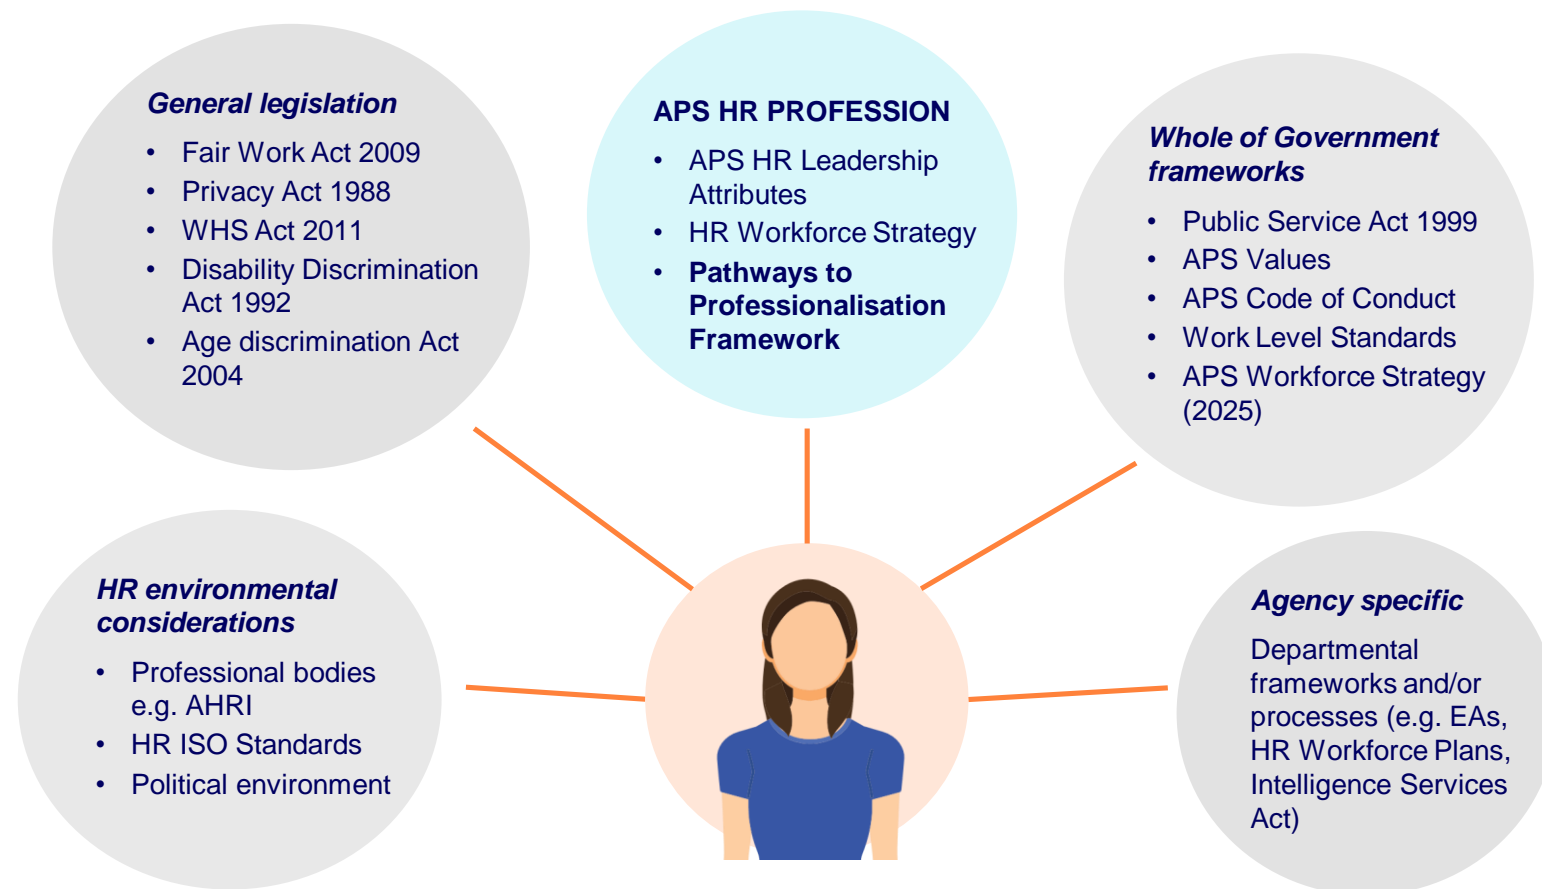 General legislation
• Fair Work Act 2009
• Privacy Act 1988
• WHS Act 2011
• Disability Discrimination
Act 1992
• Age discrimination Act
2004
APS HR PROFESSION
• APS HR Leadership
Attributes
• HR Workforce Strategy
• Pathways to
Professionalisation
Framework
Whole of Government
frameworks
• Public Service Act 1999
• APS Values
• APS Code of Conduct
• Work Level Standards
• APS Workforce Strategy
(2025)
HR environmental
considerations
• Professional bodies
e.g. AHRI
• HR ISO Standards
• Political environment
Agency specific
Departmental
frameworks and/or
processes (e.g. EAs,
HR Workforce Plans,
Intelligence Services
Act)